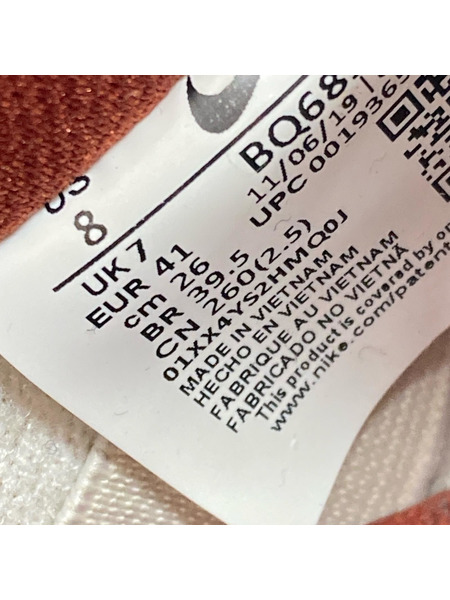 US
8
UK 7
EUR 41
cm 26
BR 39.5
CN 260(2.5)
01XX4YS2HMQ0J
MADE IN VIETNAM
HECHO EN VIETNAM
FABRIQUE AU VIETNAM
FABRICADO NO VIETNÃ
This product is covered by
www.nike.com/patent
BQ68
11/06/19
UPC 0019365